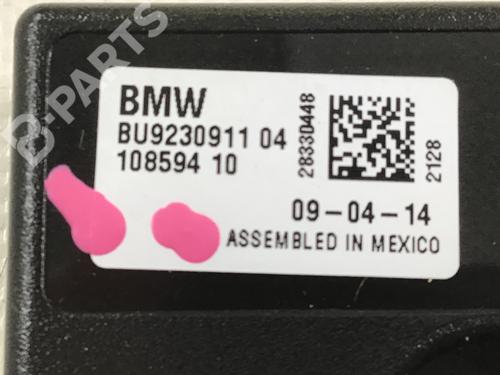 B-PARTS
BMW
BU9230911 04
108594 10
28330448
2128
09-04-14
ASSEMBLED IN MEXICO